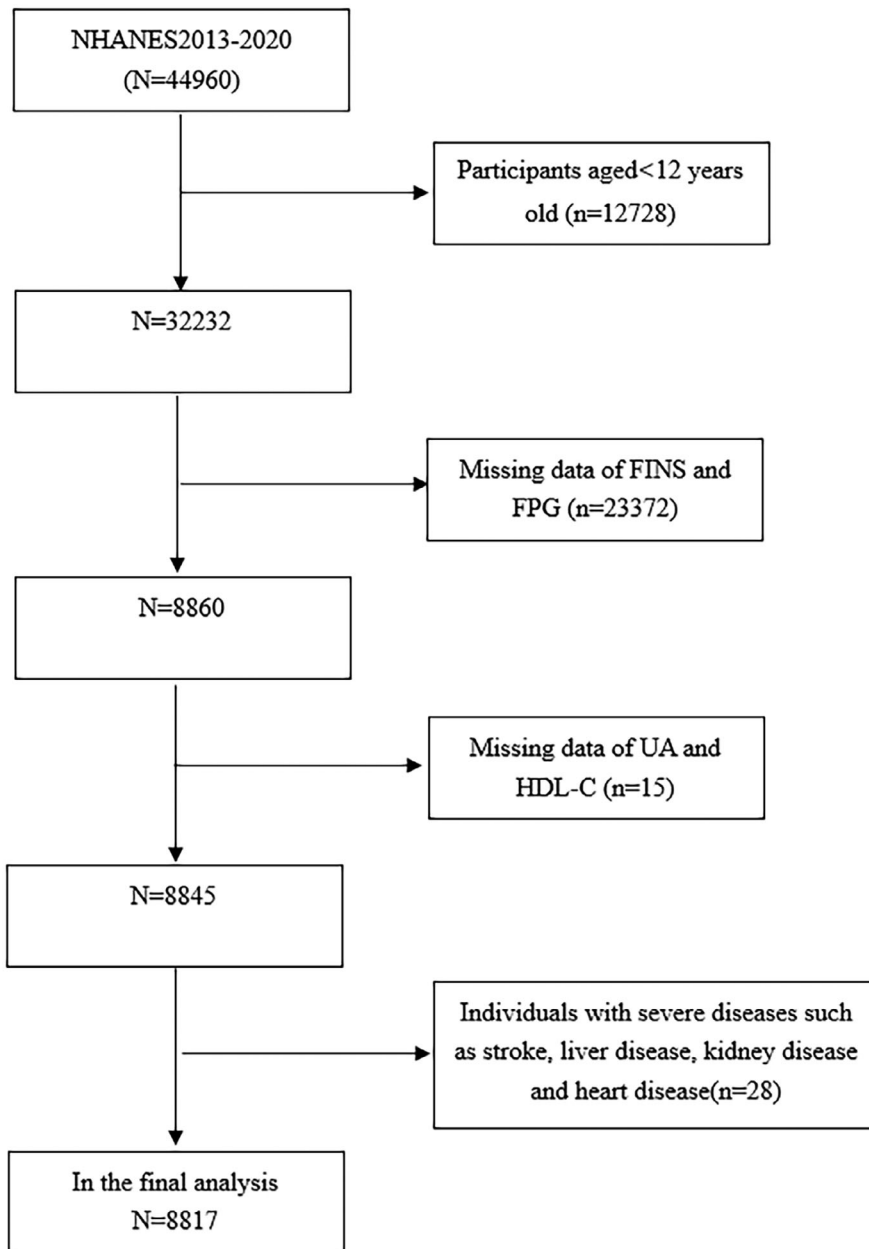 NHANES2013-2020
(N=44960)
Participants aged<12 years
old (n=12728)
N=32232
Missing data of FINS and
FPG (n=23372)
N=8860
Missing data of UA and
HDL-C (n=15)
N=8845
Individuals with severe diseases such
as stroke, liver disease, kidney disease
and heart disease(n=28)
In the final analysis
N=8817